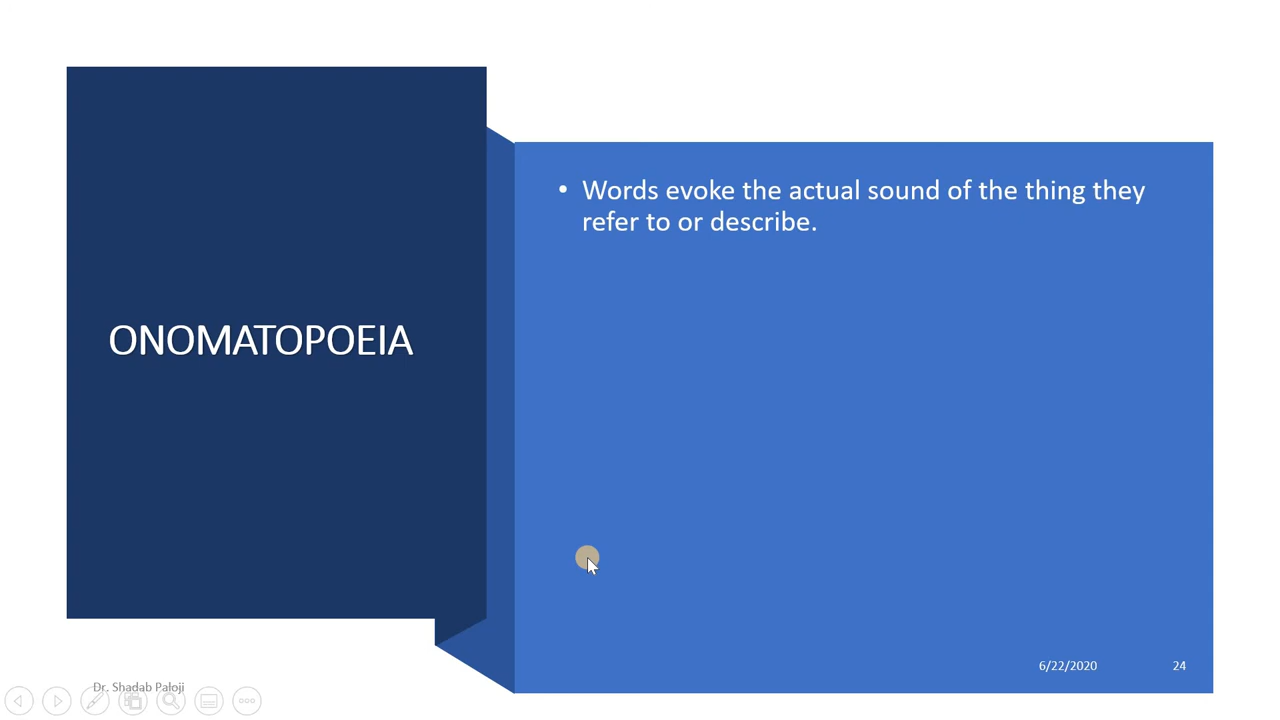 ONOMATOPOEIA
• Words evoke the actual sound of the thing they
refer to or describe.
6/22/2020
24
Dr. Shadab Paloji